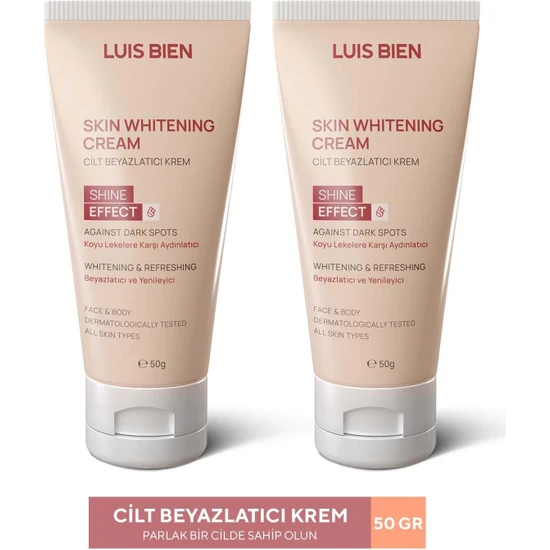 LUIS BIEN
SKIN WHITENING
CREAM
CİLT BEYAZLATICI KREM
SHINE
EFFECT
AGAINST DARK SPOTS
Koyu Lekelere Karşı Aydınlatıcı
WHITENING & REFRESHING
Beyazlatıcı ve Yenileyici
FACE & BODY
DERMATOLOGICALLY TESTED
ALL SKIN TYPES
℮ 50g
LUIS BIEN
SKIN WHITENING
CREAM
CİLT BEYAZLATICI KREM
SHINE
EFFECT
AGAINST DARK SPOTS
Koyu Lekelere Karşı Aydınlatıcı
WHITENING & REFRESHING
Beyazlatıcı ve Yenileyici
FACE & BODY
DERMATOLOGICALLY TESTED
ALL SKIN TYPES
℮ 50g
CİLT BEYAZLATICI KREM
PARLAK BİR CİLDE SAHİP OLUN
50 GR